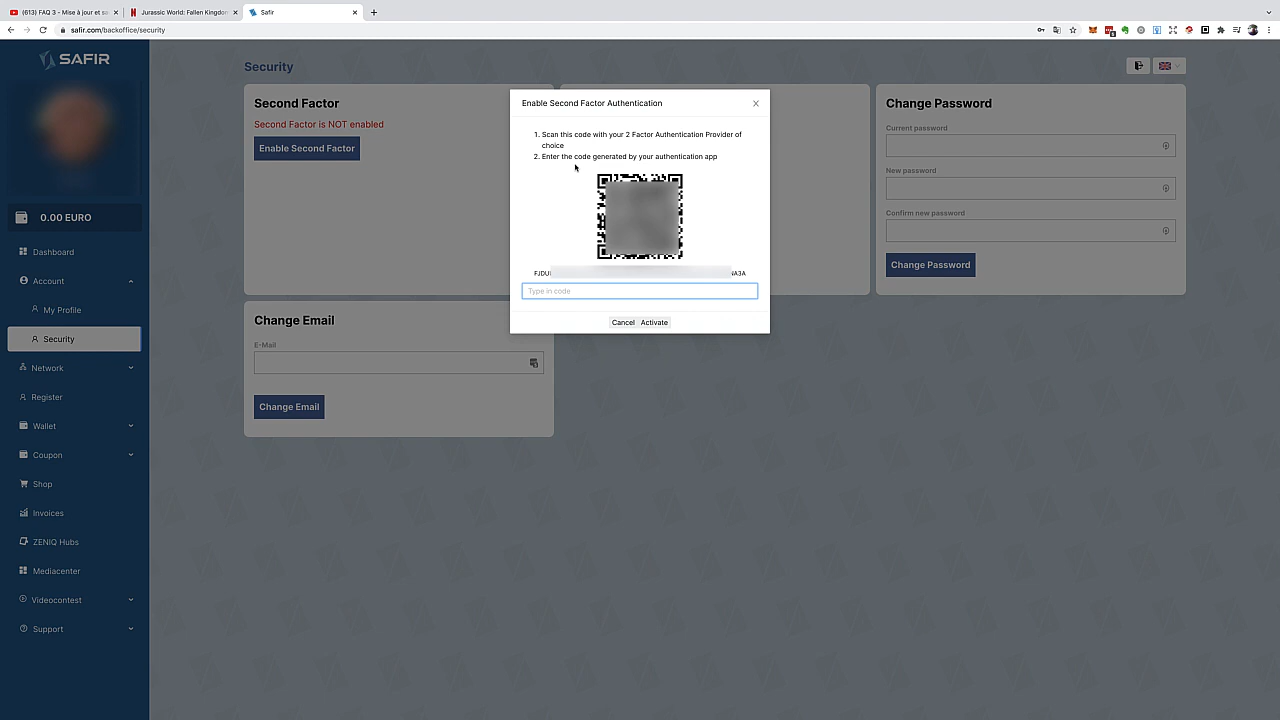 (613) FAQ 3 - Mise à jour et sa
Jurassic World: Fallen Kingdom
Safir
safir.com/backoffice/security
SAFIR
0.00 EURO
Dashboard
Account
My Profile
Security
Network
Register
Wallet
Coupon
Shop
Invoices
ZENIQ Hubs
Mediacenter
Videocontest
Support
Security
Second Factor
Second Factor is NOT enabled
Enable Second Factor
Change Email
E-Mail
Change Email
Enable Second Factor Authentication
1. Scan this code with your 2 Factor Authentication Provider of
choice
2. Enter the code generated by your authentication app
Type in code
Cancel Activate
Change Password
Current password
New password
Confirm new password
Change Password